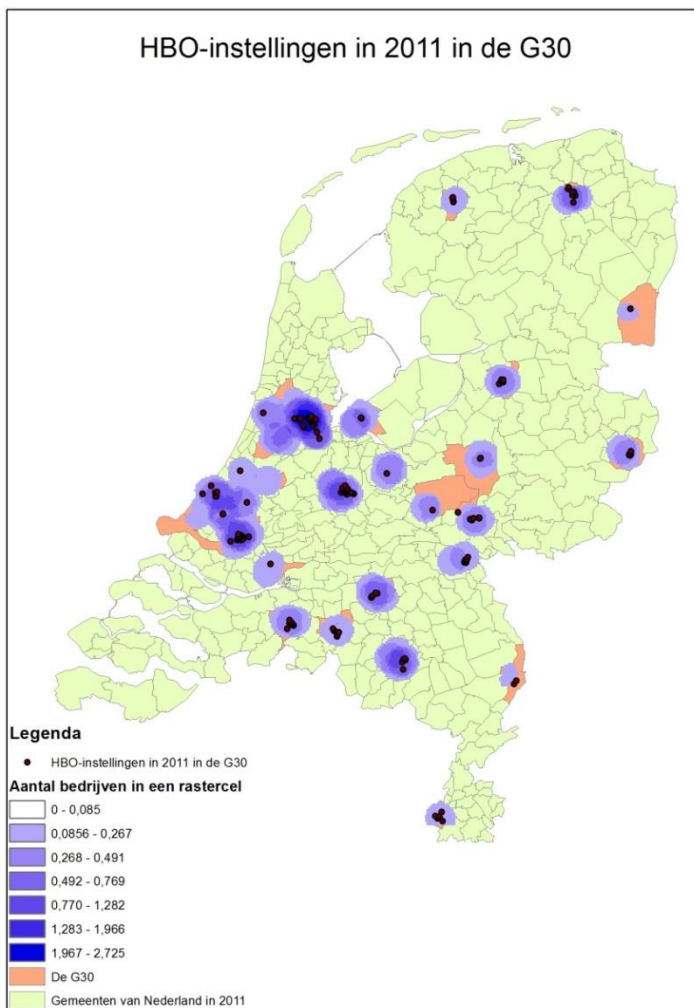 HBO-instellingen in 2011 in de G30
Legenda
HBO-instellingen in 2011 in de G30
Aantal bedrijven in een rastercel
0 - 0,085
0,0856 - 0,267
0,268 - 0,491
0,492 - 0,769
0,770 - 1,282
1,283 - 1,966
1,967 - 2,725
De G30
Gemeenten van Nederland in 2011